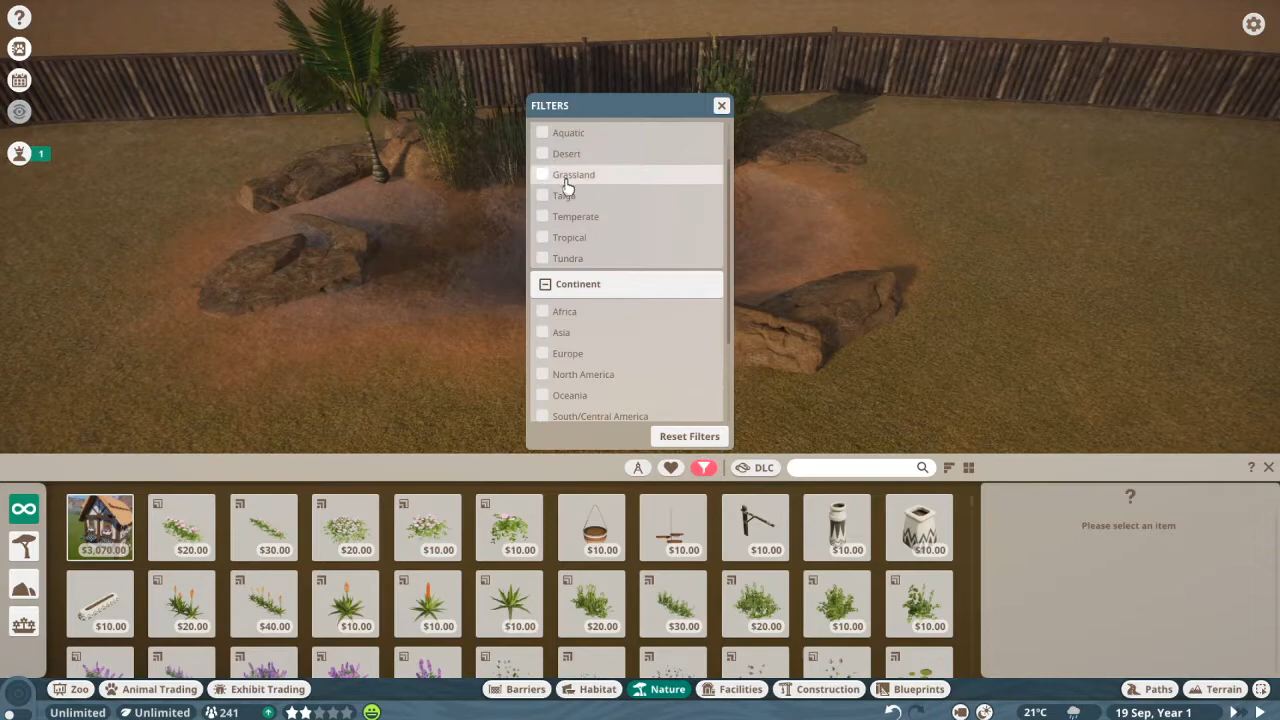 ?
1
FILTERS
Aquatic
Desert
Grassland
Taiga
Temperate
Tropical
Tundra
Continent
Africa
Asia
Europe
North America
Oceania
South/Central America
Reset Filters
DLC
?
$3,070.00 $20.00 $30.00 $20.00 $10.00 $10.00 $10.00 $10.00 $10.00 $10.00 $10.00
?
Please select an item
$10.00 $20.00 $40.00 $10.00 $10.00 $10.00 $20.00 $30.00 $20.00 $10.00 $10.00
Zoo Animal Trading Exhibit Trading Barriers Habitat Nature Facilities Construction Blueprints Paths Terrain
Unlimited Unlimited 241 21°C 19 Sep, Year 1